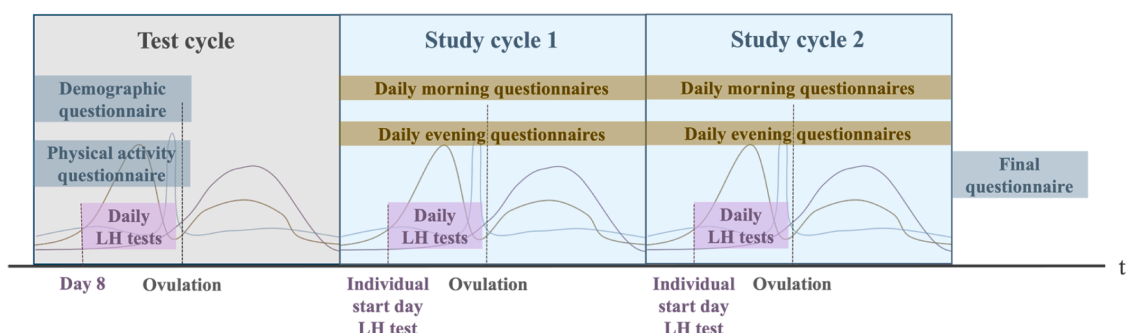 Test cycle
Study cycle 1
Study cycle 2
Demographic
questionnaire
Daily morning questionnaires
Daily morning questionnaires
Daily evening questionnaires
Daily evening questionnaires
Physical activity
questionnaire
Final
questionnaire
Daily
LH tests
Daily
LH tests
Daily
LH tests
t
Day 8
Ovulation
Individual
start day
LH test
Ovulation
Individual
start day
LH test
Ovulation